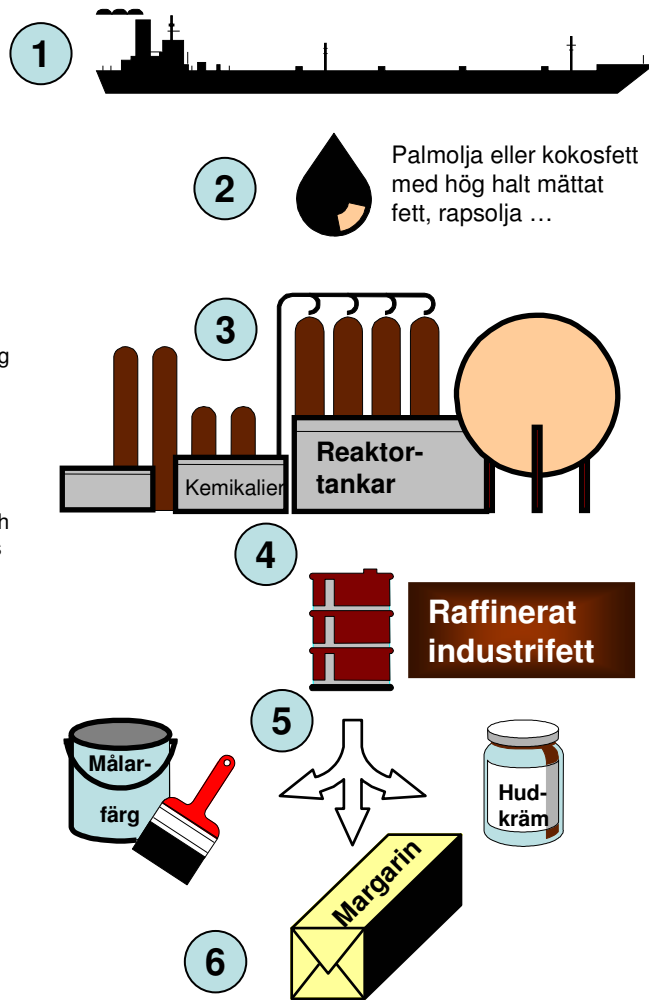 1
2
Palmolja eller kokosfett
med hög halt mättat
fett, rapsolja …
3
g
Reaktor-
tankar
Kemikalier
h
s
4
Raffinerat
industrifett
5
Målar-
färg
Hud-
kräm
Margarin
6